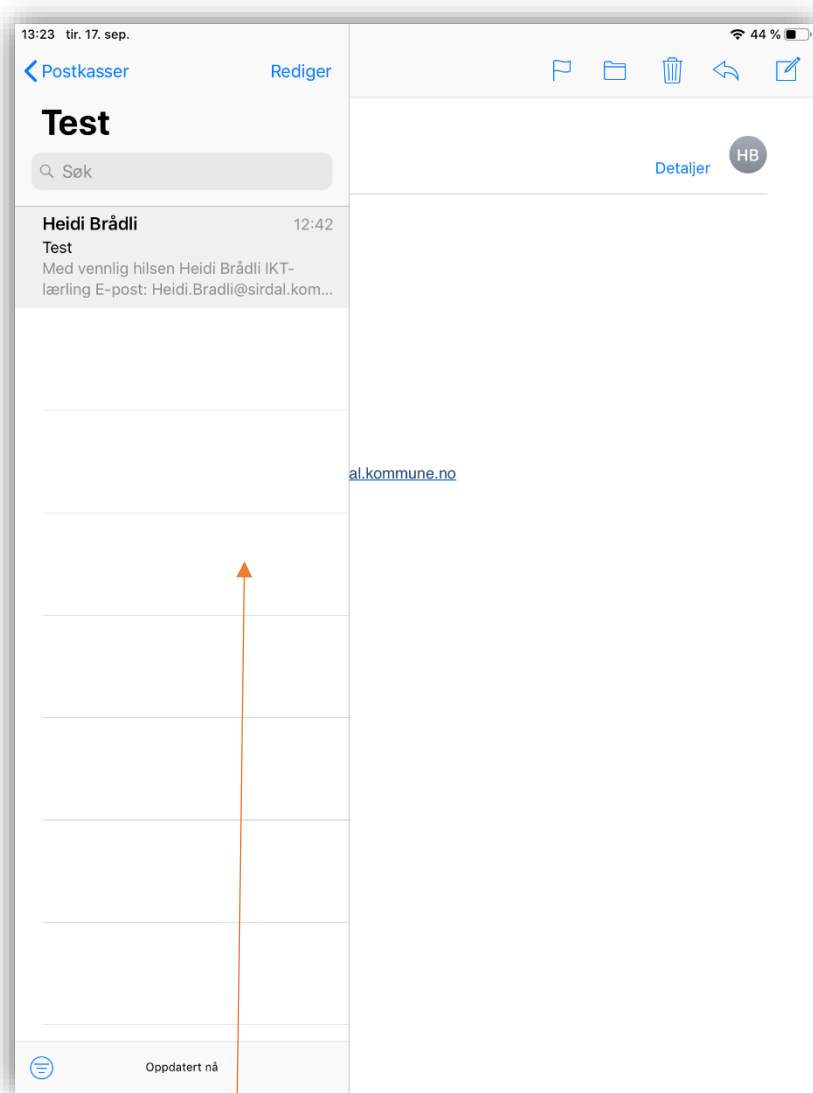 13:23 tir. 17. sep.
44 %
Postkasser
Rediger
Test
Søk
Detaljer
HB
Heidi Brådli
12:42
Test
Med vennlig hilsen Heidi Brådli IKT-
lærling E-post: Heidi.Bradli@sirdal.kom...
al.kommune.no
Oppdatert nå